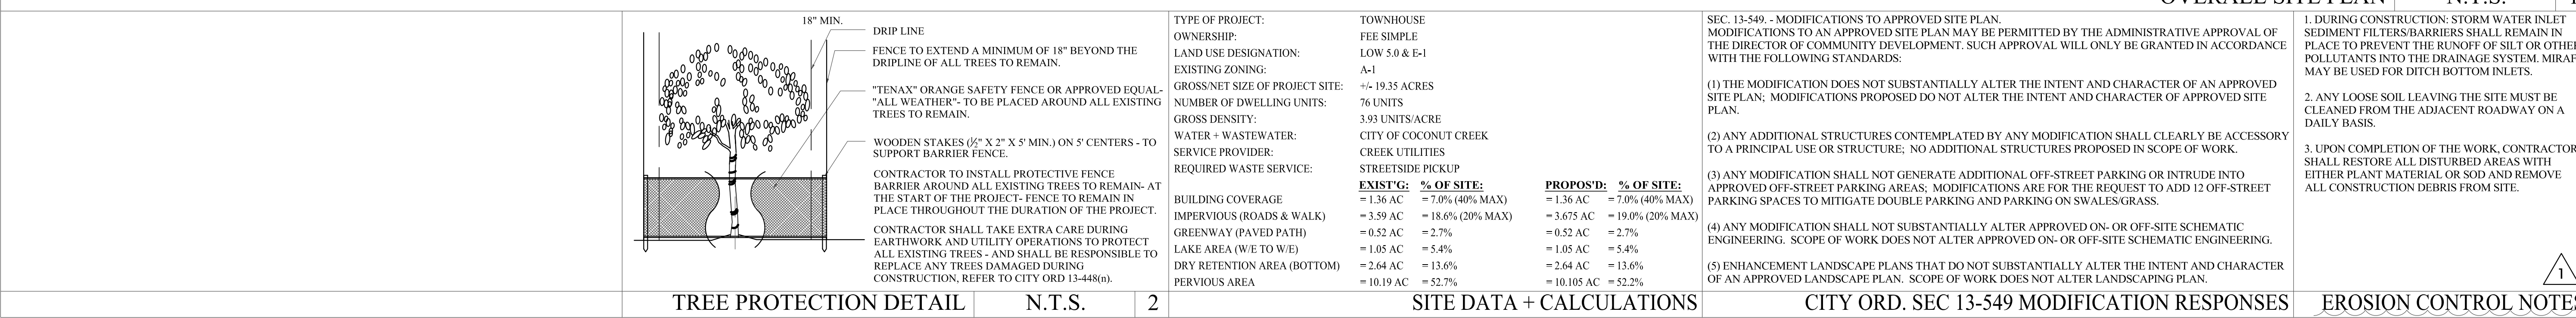 OVERALL SITE PLAN N.T.S.
18" MIN.
DRIP LINE
FENCE TO EXTEND A MINIMUM OF 18" BEYOND THE
DRIPLINE OF ALL TREES TO REMAIN.
"TENAX" ORANGE SAFETY FENCE OR APPROVED EQUAL-
"ALL WEATHER"- TO BE PLACED AROUND ALL EXISTING
TREES TO REMAIN.
WOODEN STAKES (½" X 2" X 5' MIN.) ON 5' CENTERS - TO
SUPPORT BARRIER FENCE.
CONTRACTOR TO INSTALL PROTECTIVE FENCE
BARRIER AROUND ALL EXISTING TREES TO REMAIN- AT
THE START OF THE PROJECT- FENCE TO REMAIN IN
PLACE THROUGHOUT THE DURATION OF THE PROJECT.
CONTRACTOR SHALL TAKE EXTRA CARE DURING
EARTHWORK AND UTILITY OPERATIONS TO PROTECT
ALL EXISTING TREES - AND SHALL BE RESPONSIBLE TO
REPLACE ANY TREES DAMAGED DURING
CONSTRUCTION, REFER TO CITY ORD 13-448(n).
TREE PROTECTION DETAIL N.T.S. 2
TYPE OF PROJECT: TOWNHOUSE
OWNERSHIP: FEE SIMPLE
LAND USE DESIGNATION: LOW 5.0 & E-1
EXISTING ZONING: A-1
GROSS/NET SIZE OF PROJECT SITE: +/- 19.35 ACRES
NUMBER OF DWELLING UNITS: 76 UNITS
GROSS DENSITY: 3.93 UNITS/ACRE
WATER + WASTEWATER: CITY OF COCONUT CREEK
SERVICE PROVIDER: CREEK UTILITIES
REQUIRED WASTE SERVICE: STREETSIDE PICKUP
EXIST'G: % OF SITE: PROPOS'D: % OF SITE:
BUILDING COVERAGE = 1.36 AC = 7.0% (40% MAX) = 1.36 AC = 7.0% (40% MAX)
IMPERVIOUS (ROADS & WALK) = 3.59 AC = 18.6% (20% MAX) = 3.675 AC = 19.0% (20% MAX)
GREENWAY (PAVED PATH) = 0.52 AC = 2.7% = 0.52 AC = 2.7%
LAKE AREA (W/E TO W/E) = 1.05 AC = 5.4% = 1.05 AC = 5.4%
DRY RETENTION AREA (BOTTOM) = 2.64 AC = 13.6% = 2.64 AC = 13.6%
PERVIOUS AREA = 10.19 AC = 52.7% = 10.105 AC = 52.2%
SITE DATA + CALCULATIONS
SEC. 13-549. - MODIFICATIONS TO APPROVED SITE PLAN.
MODIFICATIONS TO AN APPROVED SITE PLAN MAY BE PERMITTED BY THE ADMINISTRATIVE APPROVAL OF
THE DIRECTOR OF COMMUNITY DEVELOPMENT. SUCH APPROVAL WILL ONLY BE GRANTED IN ACCORDANCE
WITH THE FOLLOWING STANDARDS:
(1) THE MODIFICATION DOES NOT SUBSTANTIALLY ALTER THE INTENT AND CHARACTER OF AN APPROVED
SITE PLAN; MODIFICATIONS PROPOSED DO NOT ALTER THE INTENT AND CHARACTER OF APPROVED SITE
PLAN.
(2) ANY ADDITIONAL STRUCTURES CONTEMPLATED BY ANY MODIFICATION SHALL CLEARLY BE ACCESSORY
TO A PRINCIPAL USE OR STRUCTURE; NO ADDITIONAL STRUCTURES PROPOSED IN SCOPE OF WORK.
(3) ANY MODIFICATION SHALL NOT GENERATE ADDITIONAL OFF-STREET PARKING OR INTRUDE INTO
APPROVED OFF-STREET PARKING AREAS; MODIFICATIONS ARE FOR THE REQUEST TO ADD 12 OFF-STREET
PARKING SPACES TO MITIGATE DOUBLE PARKING AND PARKING ON SWALES/GRASS.
(4) ANY MODIFICATION SHALL NOT SUBSTANTIALLY ALTER APPROVED ON- OR OFF-SITE SCHEMATIC
ENGINEERING. SCOPE OF WORK DOES NOT ALTER APPROVED ON- OR OFF-SITE SCHEMATIC ENGINEERING.
(5) ENHANCEMENT LANDSCAPE PLANS THAT DO NOT SUBSTANTIALLY ALTER THE INTENT AND CHARACTER
OF AN APPROVED LANDSCAPE PLAN. SCOPE OF WORK DOES NOT ALTER LANDSCAPING PLAN.
CITY ORD. SEC 13-549 MODIFICATION RESPONSES
1. DURING CONSTRUCTION: STORM WATER INLET
SEDIMENT FILTERS/BARRIERS SHALL REMAIN IN
PLACE TO PREVENT THE RUNOFF OF SILT OR OTHE
POLLUTANTS INTO THE DRAINAGE SYSTEM. MIRAF
MAY BE USED FOR DITCH BOTTOM INLETS.
2. ANY LOOSE SOIL LEAVING THE SITE MUST BE
CLEANED FROM THE ADJACENT ROADWAY ON A
DAILY BASIS.
3. UPON COMPLETION OF THE WORK, CONTRACTOR
SHALL RESTORE ALL DISTURBED AREAS WITH
EITHER PLANT MATERIAL OR SOD AND REMOVE
ALL CONSTRUCTION DEBRIS FROM SITE.
1
EROSION CONTROL NOTES